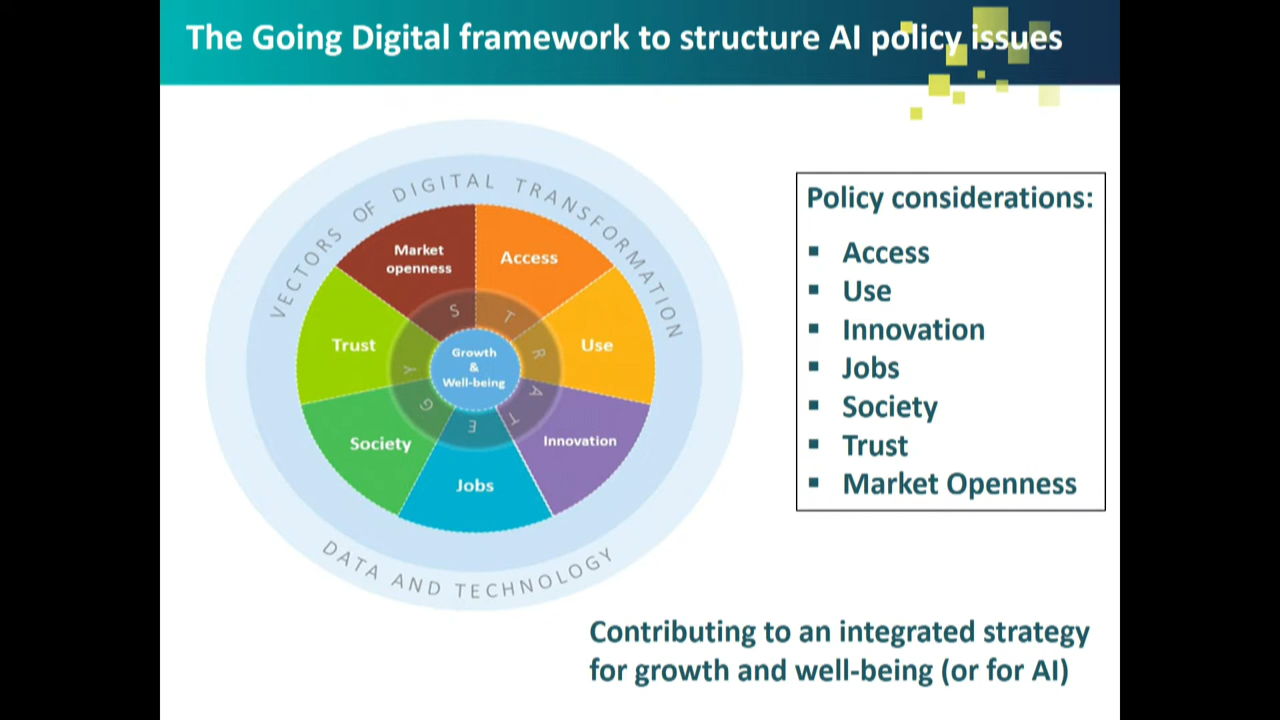 The Going Digital framework to structure AI policy issues
VECTORS OF DIGITAL TRANSFORMATION
Market
openness
Access
Trust
Use
Society
Innovation
Jobs
STRATEGY
Growth
&
Well-being
DATA AND TECHNOLOGY
Policy considerations:
▪ Access
▪ Use
▪ Innovation
▪ Jobs
▪ Society
▪ Trust
▪ Market Openness
Contributing to an integrated strategy
for growth and well-being (or for AI)